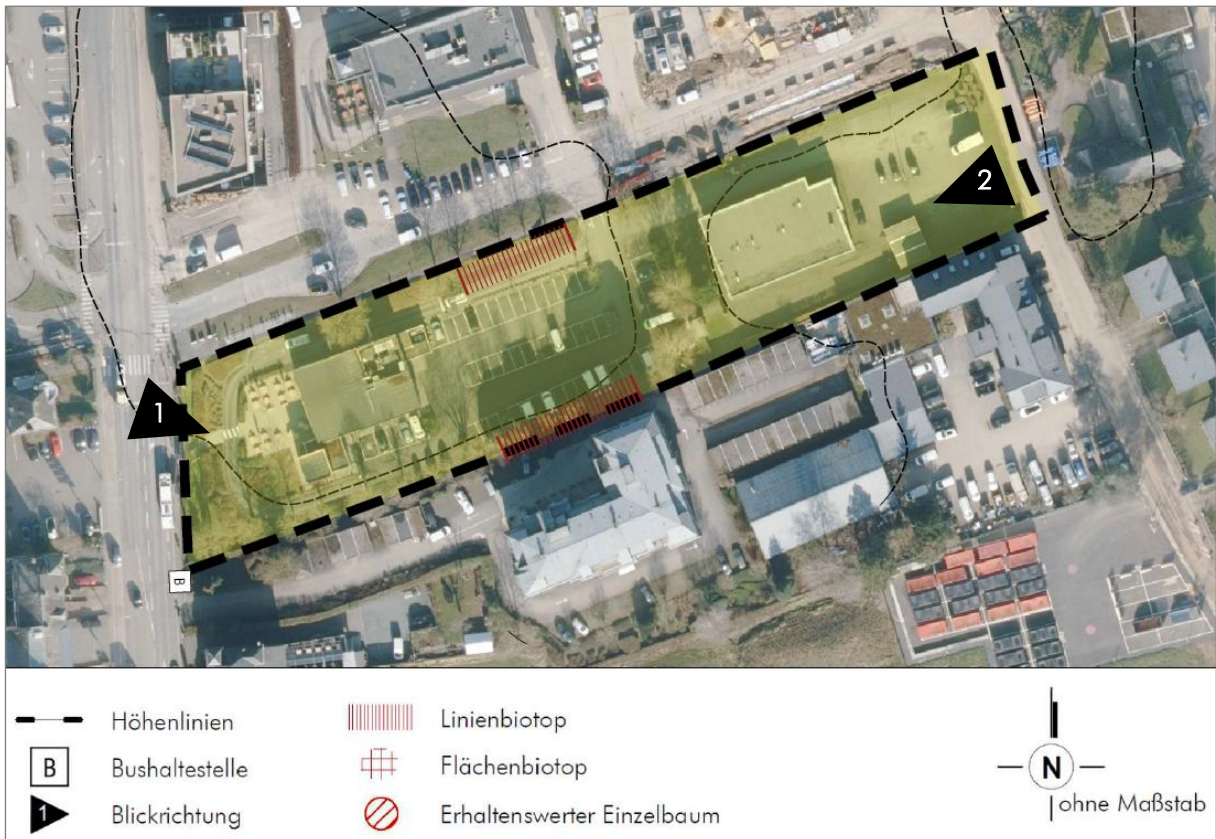 2
1
B
Höhenlinien
Linienbiotop
B
Bushaltestelle
Flächenbiotop
N
1
Blickrichtung
Erhaltenswerter Einzelbaum
ohne Maßstab